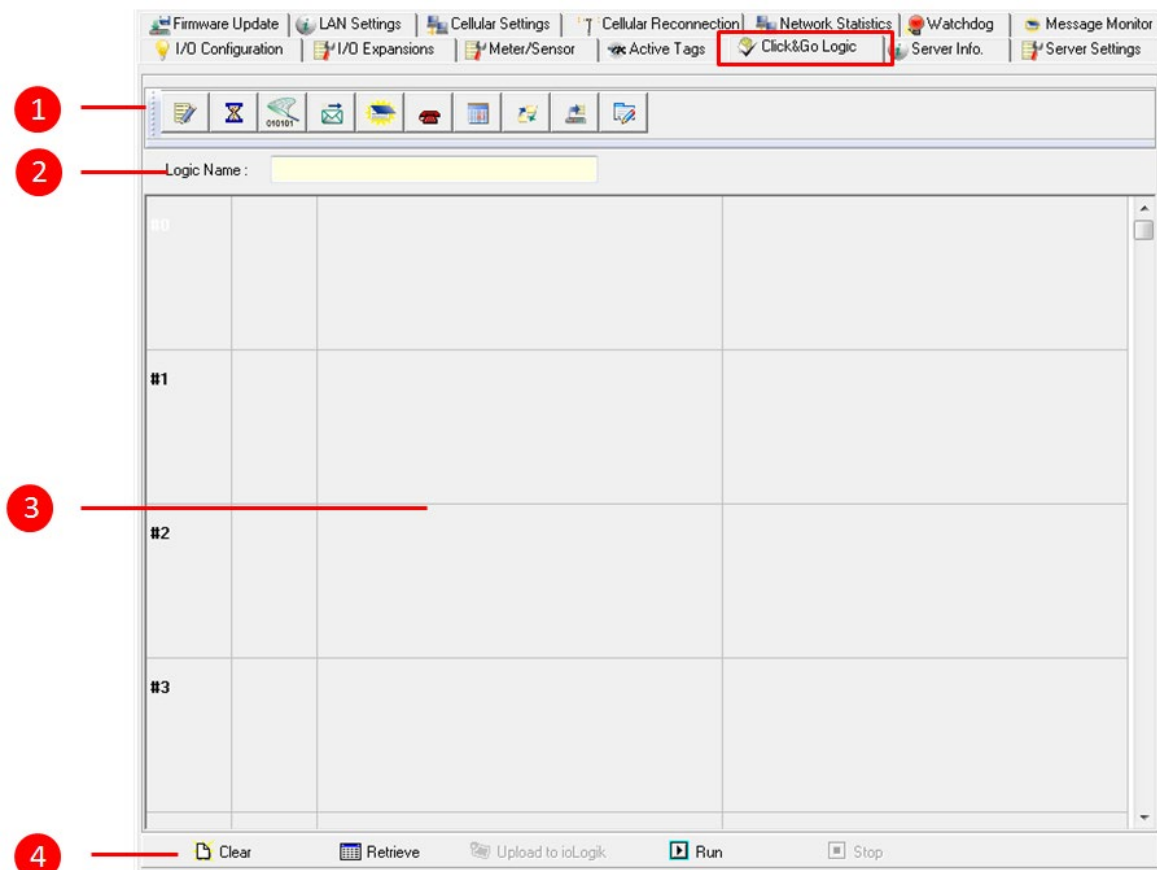 Firmware Update LAN Settings Cellular Settings Cellular Reconnection Network Statistics Watchdog Message Monitor
I/O Configuration I/O Expansions Meter/Sensor Active Tags Click&Go Logic Server Info. Server Settings
1
010101
2 Logic Name :
#0
#1
3
#2
#3
4 Clear Retrieve Upload to ioLogik Run Stop